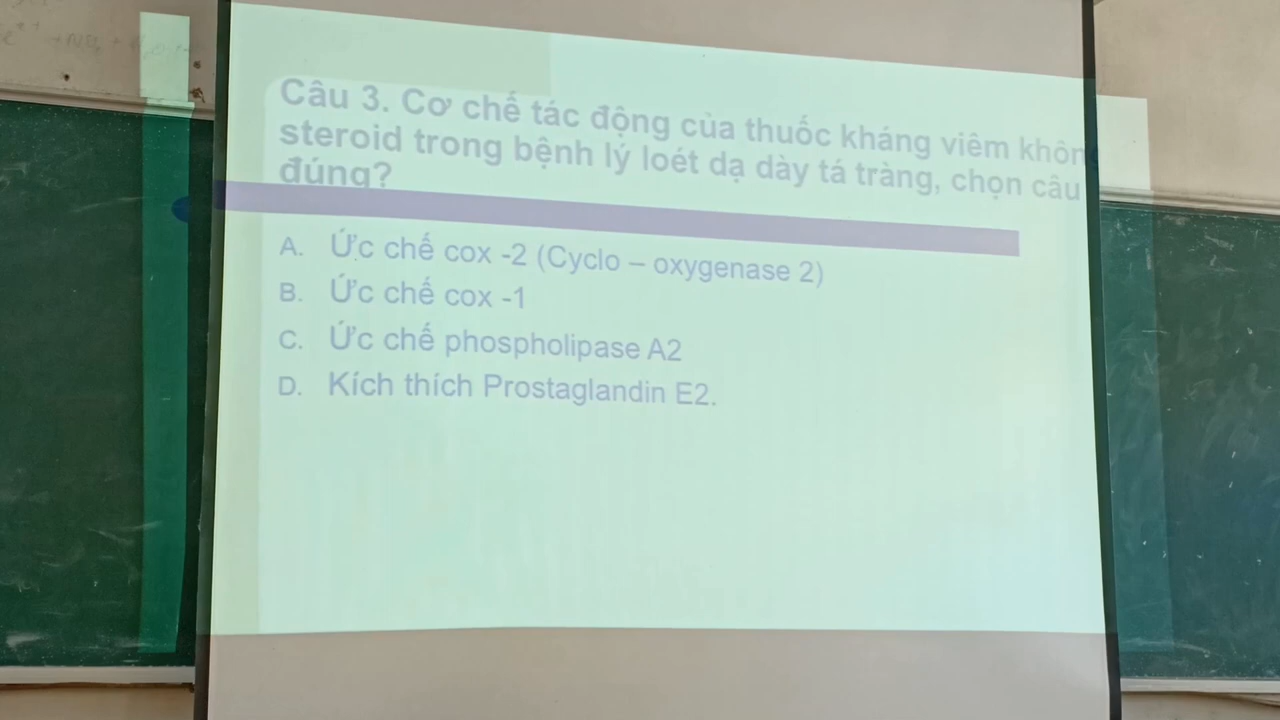 Câu 3. Cơ chế tác động của thuốc kháng viêm không
steroid trong bệnh lý loét dạ dày tá tràng, chọn câu
đúng?
A. Ức chế cox -2 (Cyclo – oxygenase 2)
B. Ức chế cox -1
C. Ức chế phospholipase A2
D. Kích thích Prostaglandin E2.